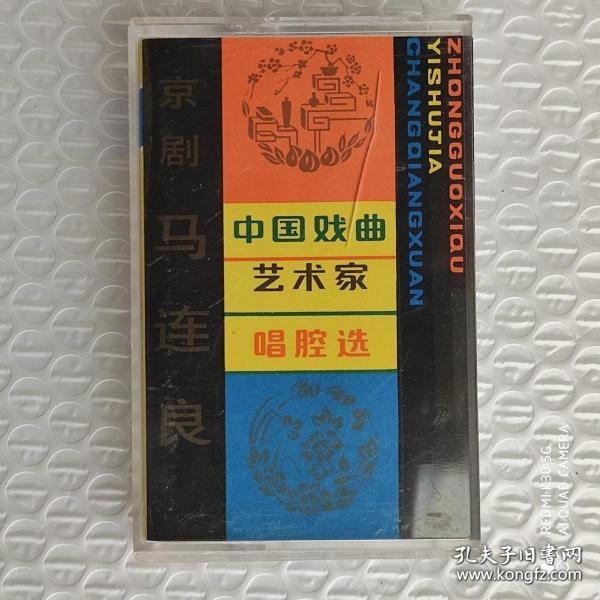 京剧
马连良
中国戏曲
艺术家
唱腔选
ZHONGGUOXIQU
YISHUJIA
CHANGQIANGXUAN
REDMI K30 5G
AI QUAD CAMERA
孔夫子旧书网
www.kongfz.com